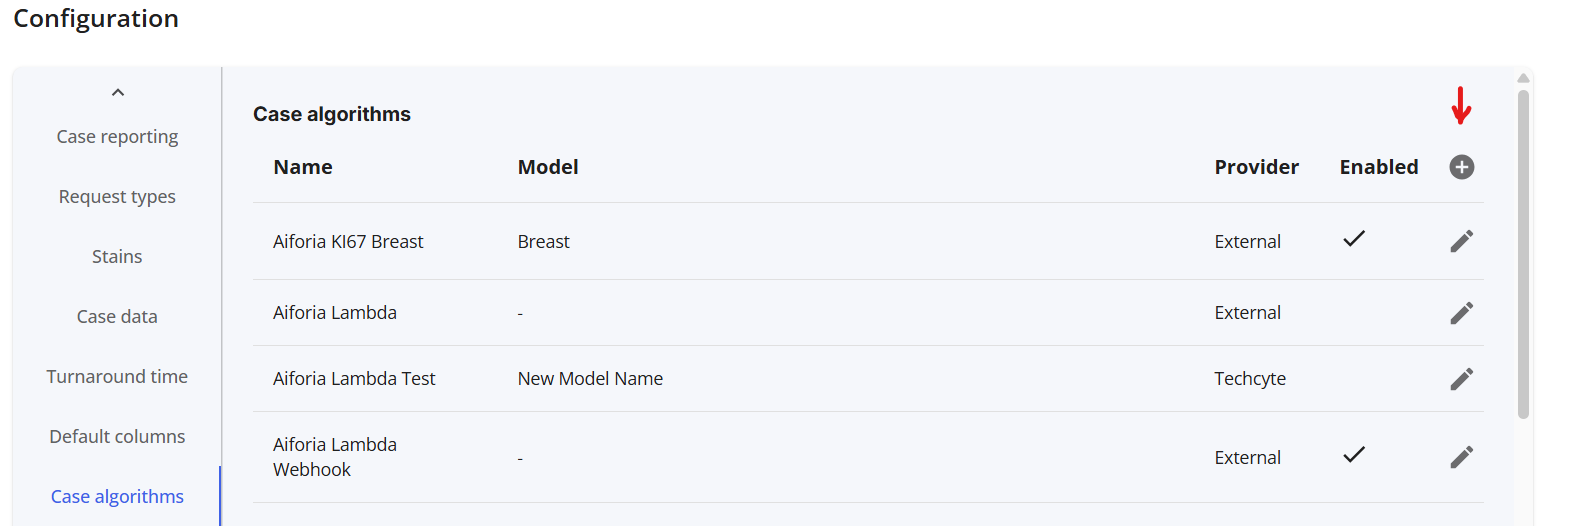 Configuration
Case reporting
Request types
Stains
Case data
Turnaround time
Default columns
Case algorithms
Case algorithms
Name Model Provider Enabled
Aiforia KI67 Breast Breast External
Aiforia Lambda - External
Aiforia Lambda Test New Model Name Techcyte
Aiforia Lambda
Webhook - External